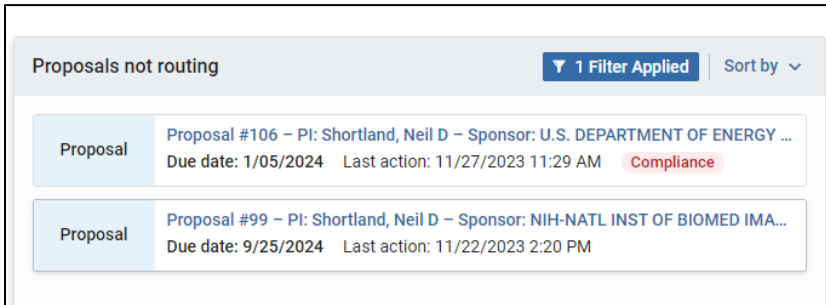 Proposals not routing
1 Filter Applied
Sort by
Proposal
Proposal #106 – PI: Shortland, Neil D – Sponsor: U.S. DEPARTMENT OF ENERGY ...
Due date: 1/05/2024 Last action: 11/27/2023 11:29 AM Compliance
Proposal
Proposal #99 – PI: Shortland, Neil D – Sponsor: NIH-NATL INST OF BIOMED IMA...
Due date: 9/25/2024 Last action: 11/22/2023 2:20 PM